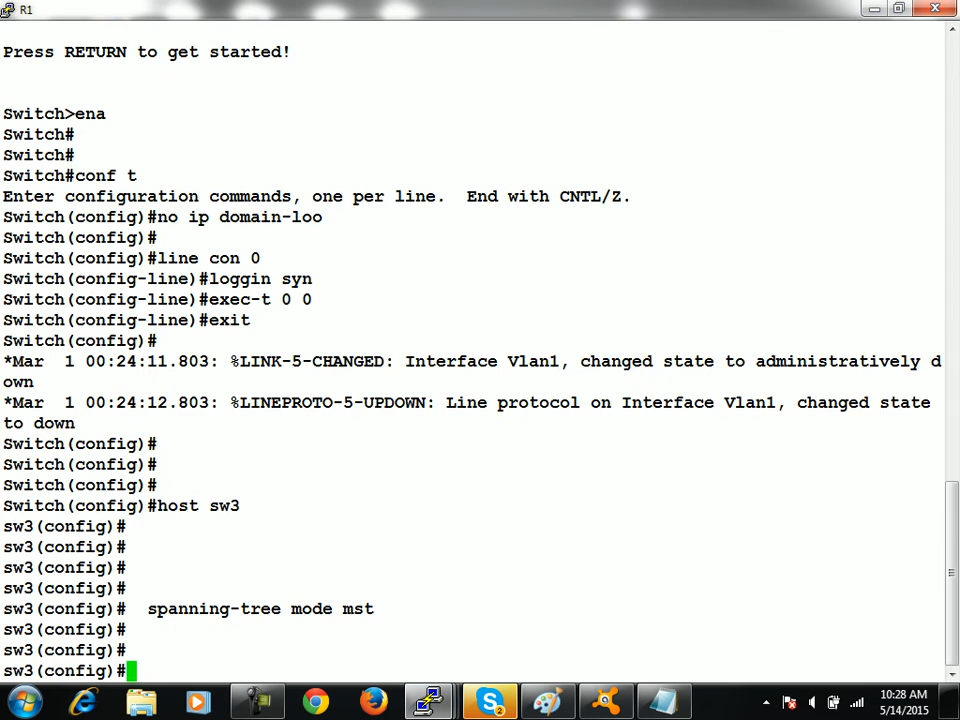 R1
Press RETURN to get started!
Switch>ena
Switch#
Switch#
Switch#conf t
Enter configuration commands, one per line.  End with CNTL/Z.
Switch(config)#no ip domain-loo
Switch(config)#
Switch(config)#line con 0
Switch(config-line)#loggin syn
Switch(config-line)#exec-t 0 0
Switch(config-line)#exit
Switch(config)#
*Mar  1 00:24:11.803: %LINK-5-CHANGED: Interface Vlan1, changed state to administratively d
own
*Mar  1 00:24:12.803: %LINEPROTO-5-UPDOWN: Line protocol on Interface Vlan1, changed state
to down
Switch(config)#
Switch(config)#
Switch(config)#
Switch(config)#host sw3
sw3(config)#
sw3(config)#
sw3(config)#
sw3(config)#
sw3(config)#  spanning-tree mode mst
sw3(config)#
sw3(config)#
sw3(config)#
2
10:28 AM
5/14/2015